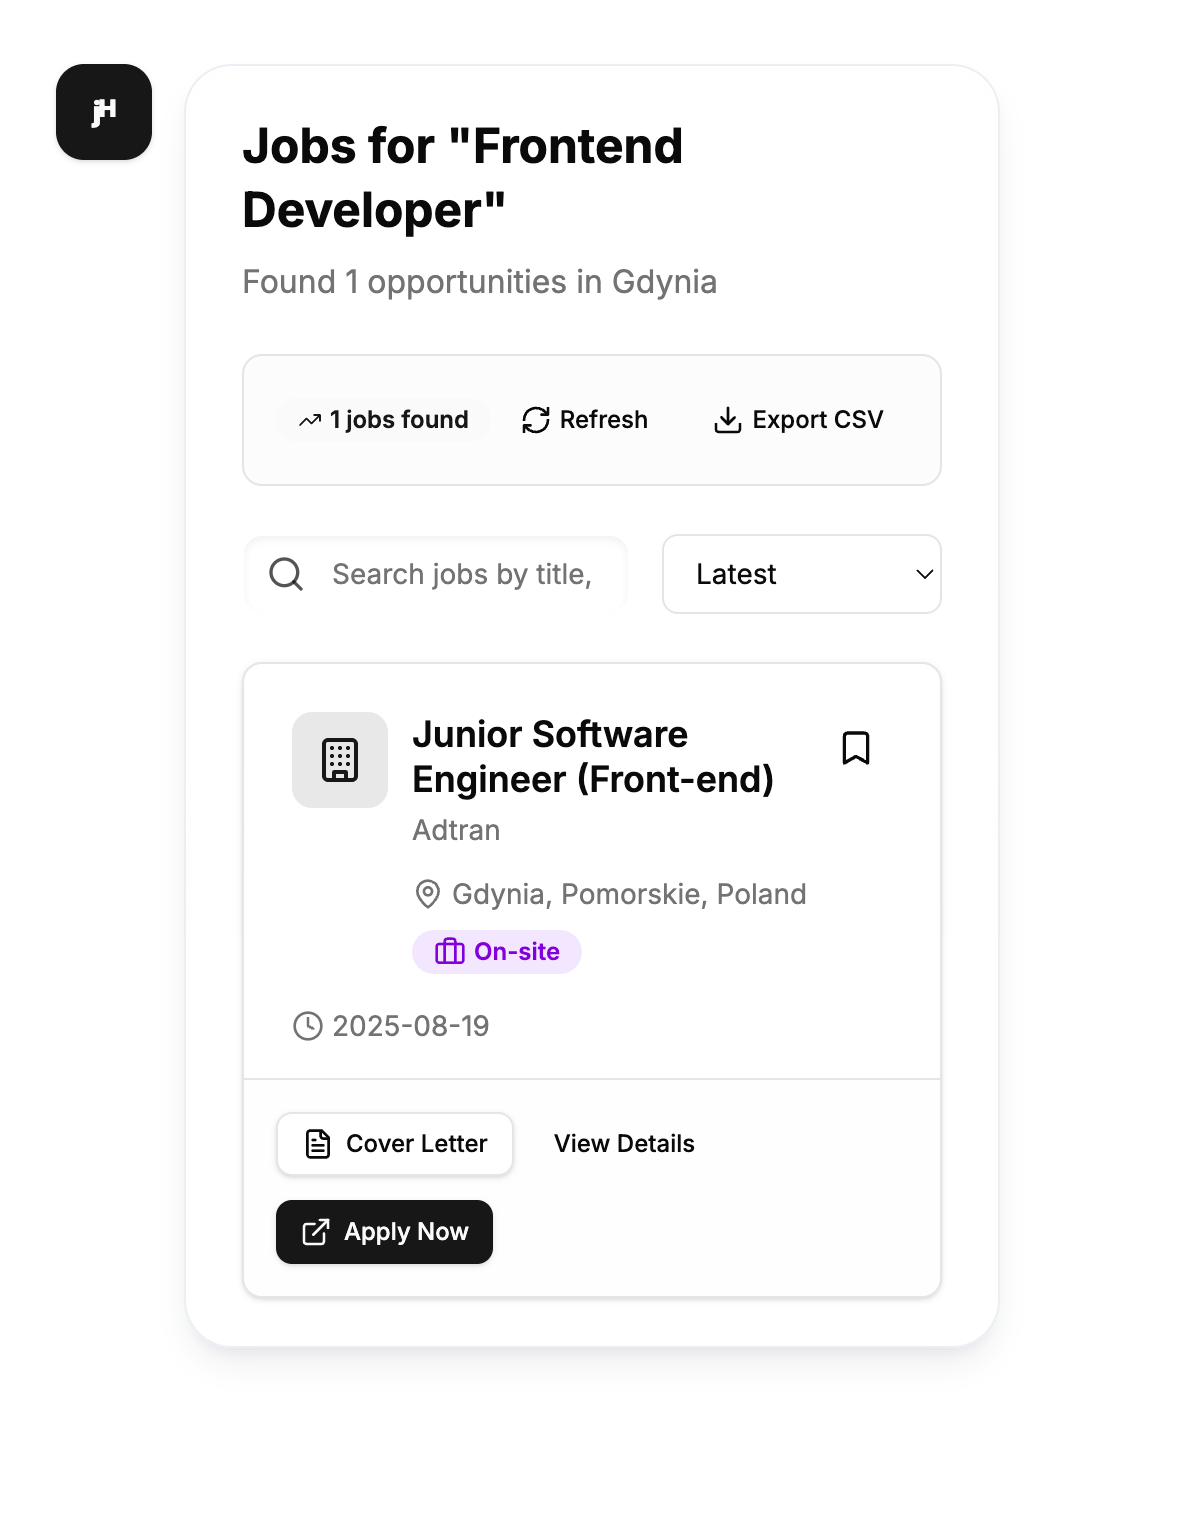 jH
Jobs for "Frontend
Developer"
Found 1 opportunities in Gdynia
1 jobs found Refresh Export CSV
Search jobs by title, Latest
Junior Software
Engineer (Front-end)
Adtran
Gdynia, Pomorskie, Poland
On-site
2025-08-19
Cover Letter View Details
Apply Now